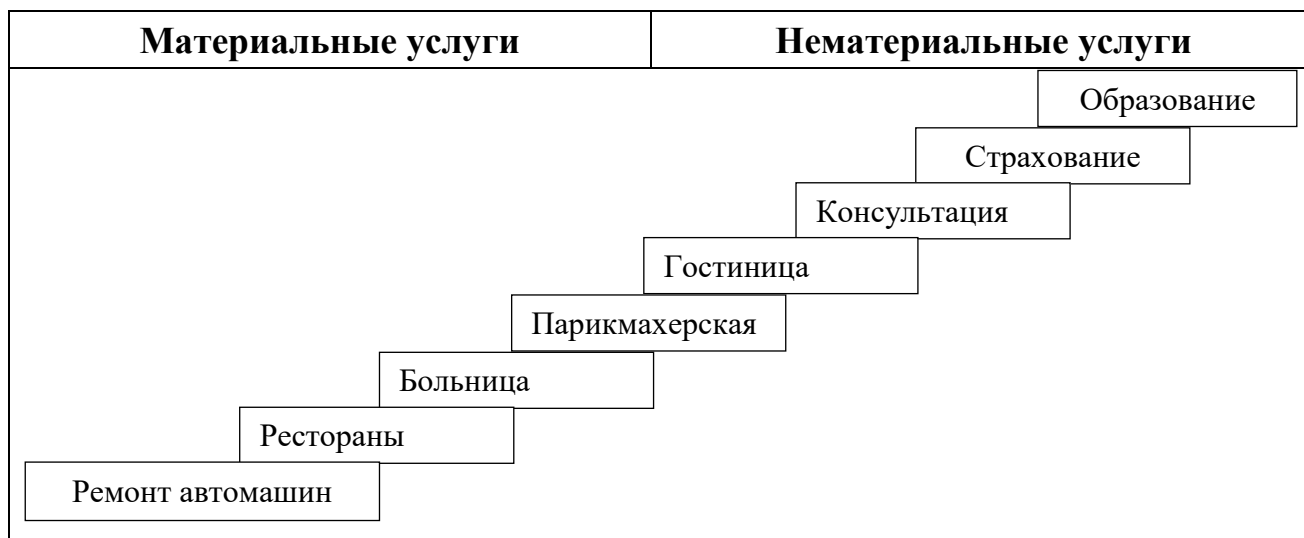 Материальные услуги
Нематериальные услуги
Образование
Страхование
Консультация
Гостиница
Парикмахерская
Больница
Рестораны
Ремонт автомашин